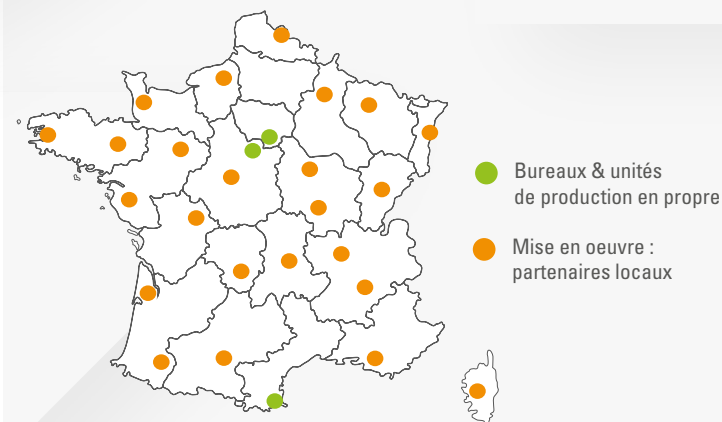 Bureaux & unités
de production en propre
Mise en oeuvre :
partenaires locaux